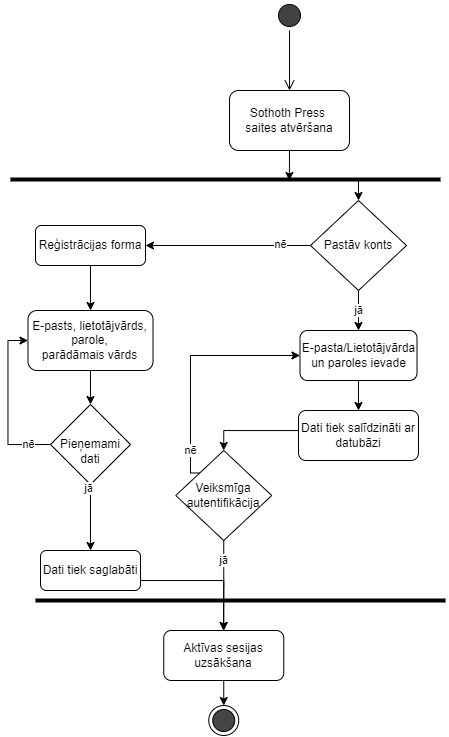 Sothoth Press
saites atvēršana
Pastāv konts
nē
Reģistrācijas forma
jā
E-pasts, lietotājvārds,
parole,
parādāmais vārds
E-pasta/Lietotājvārda
un paroles ievade
Dati tiek salīdzināti ar
datubāzi
nē
Pieņemami
dati
jā
nē
Veiksmīga
autentifikācija
jā
Dati tiek saglabāti
Aktīvas sesijas
uzsākšana